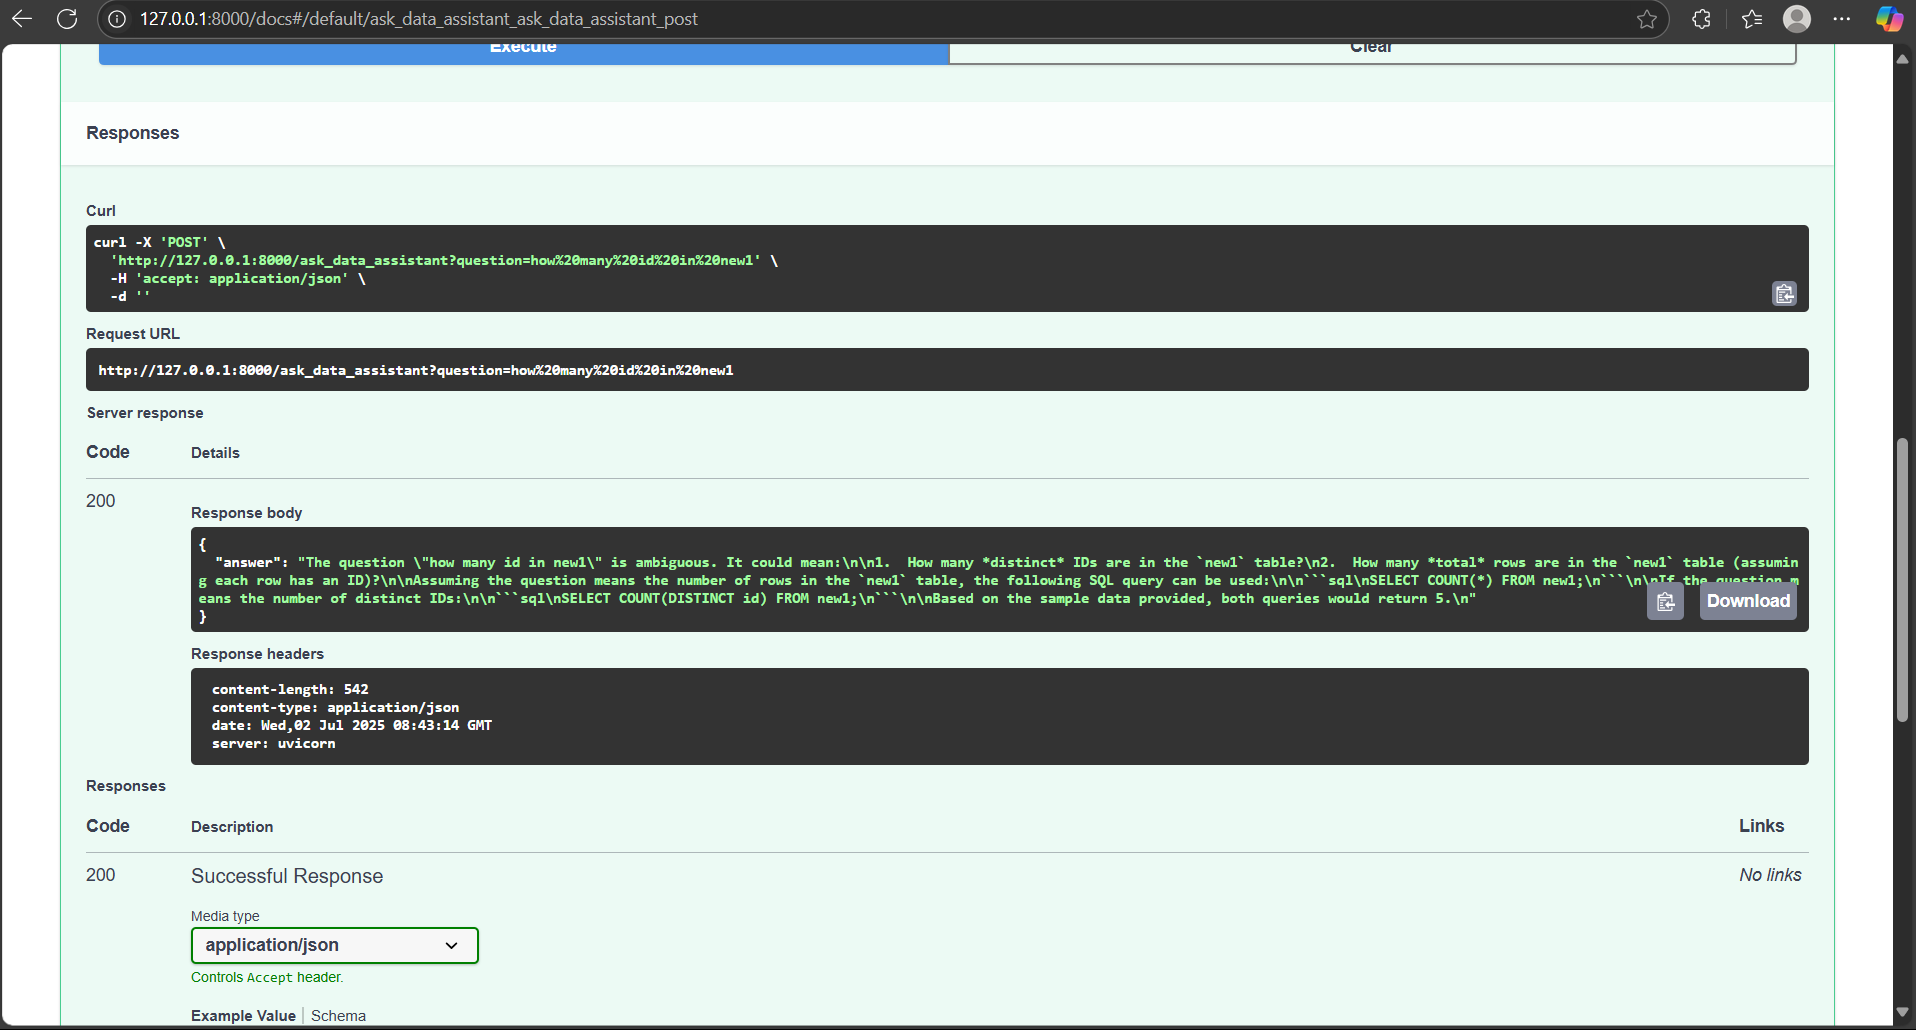 127.0.0.1:8000/docs#/default/ask_data_assistant_ask_data_assistant_post
Execute
Clear
Responses
Curl
curl -X 'POST' \
'http://127.0.0.1:8000/ask_data_assistant?question=how%20many%20id%20in%20new1' \
-H 'accept: application/json' \
-d ''
Request URL
http://127.0.0.1:8000/ask_data_assistant?question=how%20many%20id%20in%20new1
Server response
Code Details
200
Response body
{
"answer": "The question \"how many id in new1\" is ambiguous. It could mean:\n\n1.  How many *distinct* IDs are in the `new1` table?\n2.  How many *total* rows are in the `new1` table (assumin
g each row has an ID)?\n\nAssuming the question means the number of rows in the `new1` table, the following SQL query can be used:\n\n```sql\nSELECT COUNT(*) FROM new1;\n```\n\nIf the question m
eans the number of distinct IDs:\n\n```sql\nSELECT COUNT(DISTINCT id) FROM new1;\n```\n\nBased on the sample data provided, both queries would return 5.\n"
}
Download
Response headers
content-length: 542
content-type: application/json
date: Wed,02 Jul 2025 08:43:14 GMT
server: uvicorn
Responses
Code Description Links
200 Successful Response No links
Media type
application/json
Controls Accept header.
Example Value | Schema